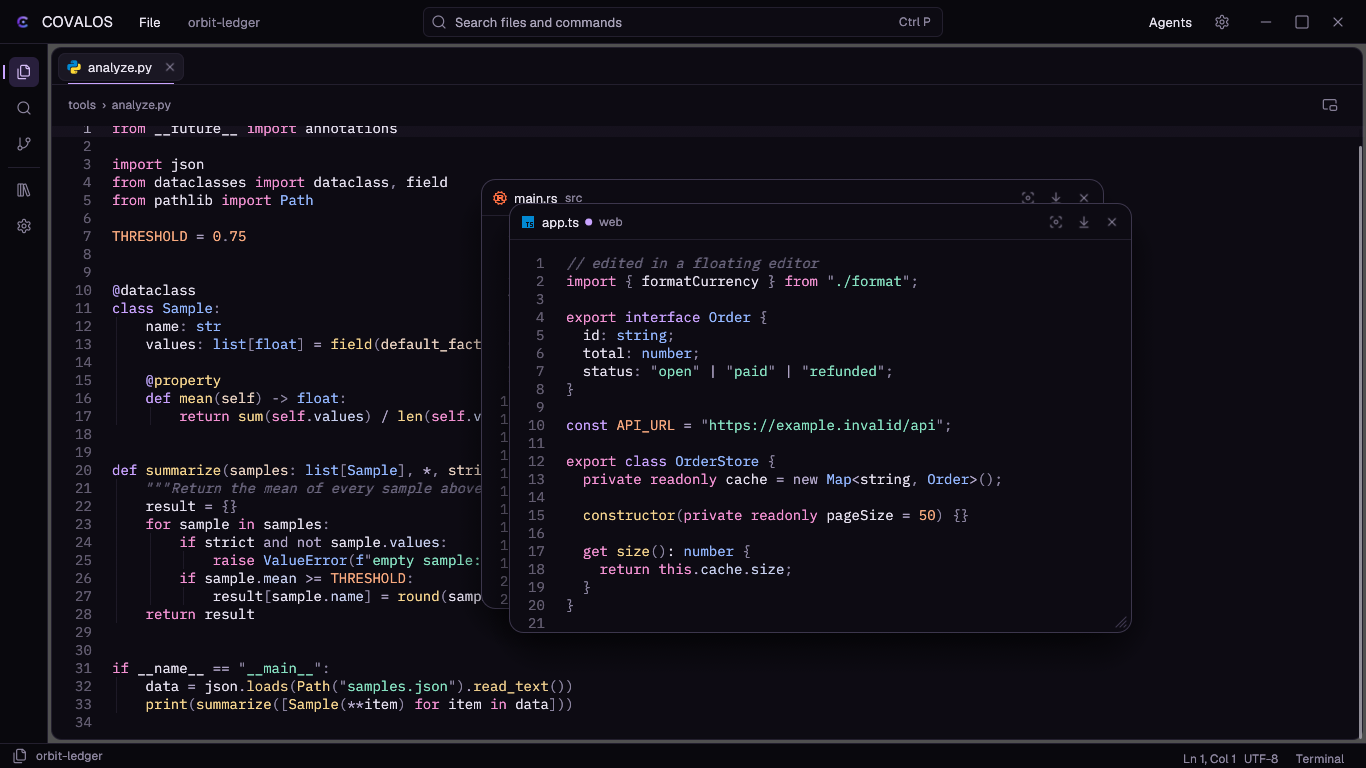 COVALOS File orbit-ledger Search files and commands Ctrl P Agents
analyze.py
tools › analyze.py
1 from __future__ import annotations
2
3 import json
4 from dataclasses import dataclass, field
5 from pathlib import Path
6
7 THRESHOLD = 0.75
8
9
10 @dataclass
11 class Sample:
12 name: str
13 values: list[float] = field(default_fact
14
15 @property
16 def mean(self) -> float:
17 return sum(self.values) / len(self.v
18
19
20 def summarize(samples: list[Sample], *, stri
21 """Return the mean of every sample above
22 result = {}
23 for sample in samples:
24 if strict and not sample.values:
25 raise ValueError(f"empty sample:
26 if sample.mean >= THRESHOLD:
27 result[sample.name] = round(samp
28 return result
29
30
31 if __name__ == "__main__":
32 data = json.loads(Path("samples.json").read_text())
33 print(summarize([Sample(**item) for item in data]))
34
main.rs src
app.ts web
1 // edited in a floating editor
2 import { formatCurrency } from "./format";
3
4 export interface Order {
5 id: string;
6 total: number;
7 status: "open" | "paid" | "refunded";
8 }
9
10 const API_URL = "https://example.invalid/api";
11
12 export class OrderStore {
13 private readonly cache = new Map<string, Order>();
14
15 constructor(private readonly pageSize = 50) {}
16
17 get size(): number {
18 return this.cache.size;
19 }
20 }
21
orbit-ledger Ln 1, Col 1 UTF-8 Terminal